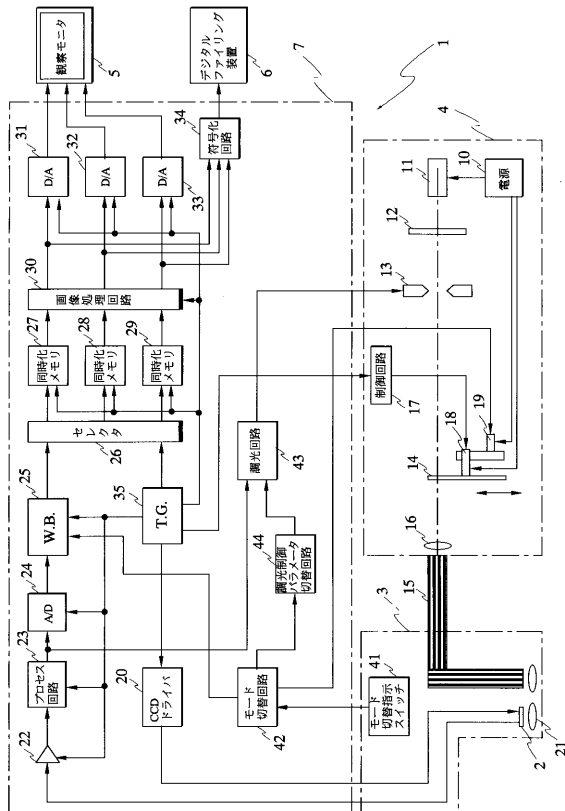 22
プロセス
回路
23
A/D
24
W.B.
25
セレクタ
26
同時化
メモリ
27
同時化
メモリ
28
同時化
メモリ
29
画像処理回路
30
D/A
31
D/A
32
D/A
33
観察モニタ
5
デジタル
ファイリング
装置
6
符号化
回路
34
7
1
CCD
ドライバ
20
T.G.
35
モード
切替回路
42
調光制御
パラメータ
切替回路
44
調光回路
43
モード
切替指示
スイッチ
41
3
2
21
15
16
14
18
19
制御回路
17
13
12
11
電源
10
4